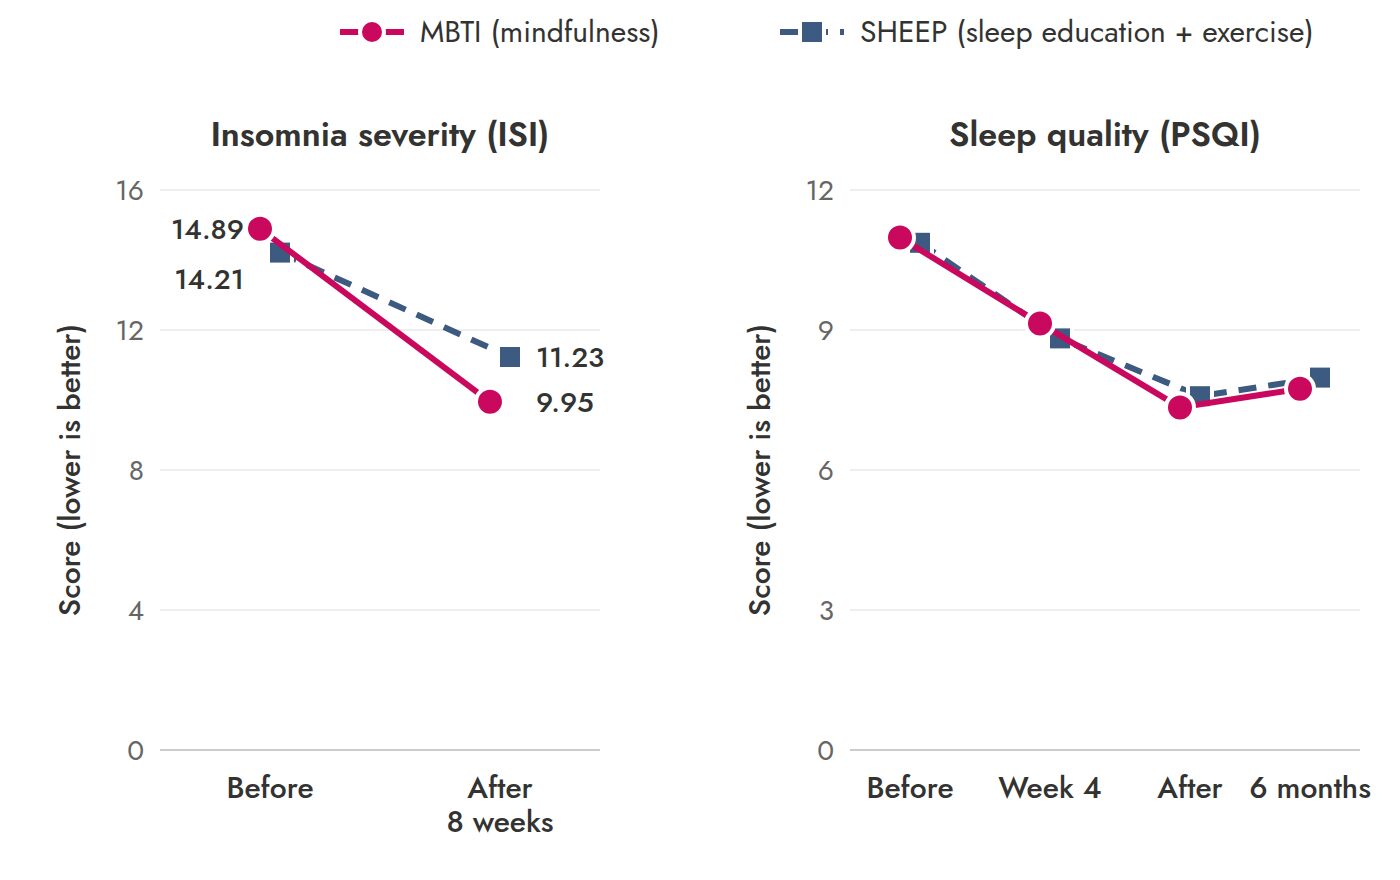 MBTI (mindfulness)
SHEEP (sleep education + exercise)
Insomnia severity (ISI)
Score (lower is better)
16
12
8
4
0
14.89
14.21
11.23
9.95
Before
After
8 weeks
Sleep quality (PSQI)
Score (lower is better)
12
9
6
3
0
Before
Week 4
After
6 months